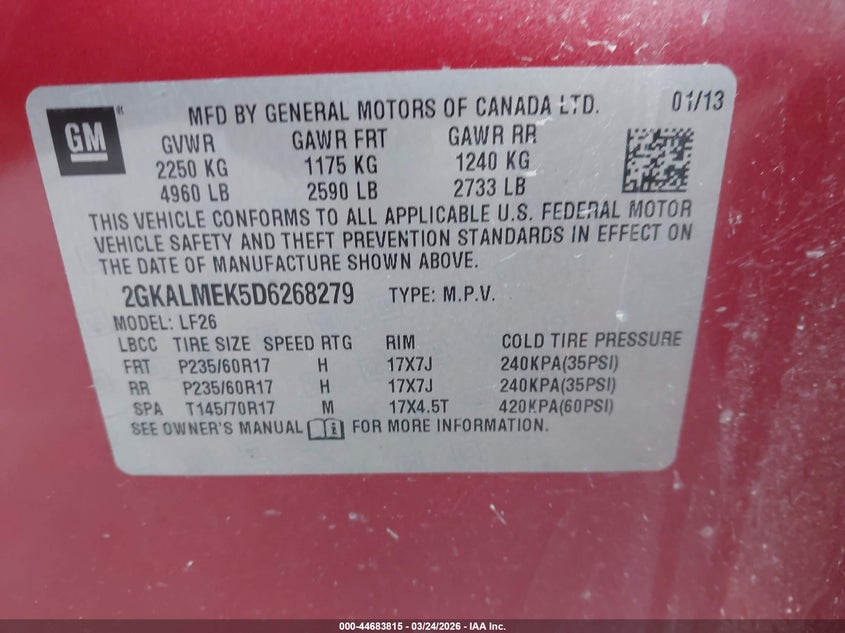 GM
MFD BY GENERAL MOTORS OF CANADA LTD. 01/13
GVWR GAWR FRT GAWR RR
2250 KG 1175 KG 1240 KG
4960 LB 2590 LB 2733 LB
THIS VEHICLE CONFORMS TO ALL APPLICABLE U.S. FEDERAL MOTOR
VEHICLE SAFETY AND THEFT PREVENTION STANDARDS IN EFFECT ON
THE DATE OF MANUFACTURE SHOWN ABOVE.
2GKALMEK5D6268279 TYPE: M.P.V.
MODEL: LF26
LBCC TIRE SIZE SPEED RTG RIM COLD TIRE PRESSURE
FRT P235/60R17 H 17X7J 240KPA(35PSI)
RR P235/60R17 H 17X7J 240KPA(35PSI)
SPA T145/70R17 M 17X4.5T 420KPA(60PSI)
SEE OWNER'S MANUAL i FOR MORE INFORMATION.
000-44683815 - 03/24/2026 - IAA Inc.